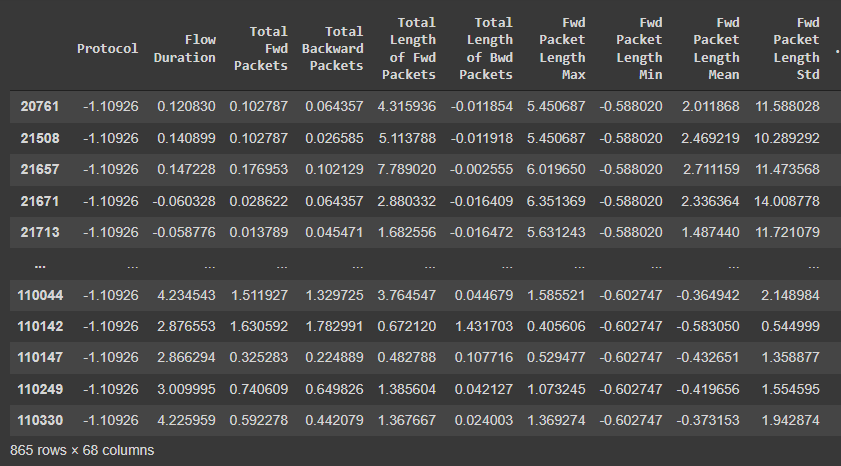 Protocol Flow Duration Total Fwd Packets Total Backward Packets Total Length of Fwd Packets Total Length of Bwd Packets Fwd Packet Length Max Fwd Packet Length Min Fwd Packet Length Mean Fwd Packet Length Std .
20761 -1.10926 0.120830 0.102787 0.064357 4.315936 -0.011854 5.450687 -0.588020 2.011868 11.588028
21508 -1.10926 0.140899 0.102787 0.026585 5.113788 -0.011918 5.450687 -0.588020 2.469219 10.289292
21657 -1.10926 0.147228 0.176953 0.102129 7.789020 -0.002555 6.019650 -0.588020 2.711159 11.473568
21671 -1.10926 -0.060328 0.028622 0.064357 2.880332 -0.016409 6.351369 -0.588020 2.336364 14.008778
21713 -1.10926 -0.058776 0.013789 0.045471 1.682556 -0.016472 5.631243 -0.588020 1.487440 11.721079
... ... ... ... ... ... ... ... ... ... ...
110044 -1.10926 4.234543 1.511927 1.329725 3.764547 0.044679 1.585521 -0.602747 -0.364942 2.148984
110142 -1.10926 2.876553 1.630592 1.782991 0.672120 1.431703 0.405606 -0.602747 -0.583050 0.544999
110147 -1.10926 2.866294 0.325283 0.224889 0.482788 0.107716 0.529477 -0.602747 -0.432651 1.358877
110249 -1.10926 3.009995 0.740609 0.649826 1.385604 0.042127 1.073245 -0.602747 -0.419656 1.554595
110330 -1.10926 4.225959 0.592278 0.442079 1.367667 0.024003 1.369274 -0.602747 -0.373153 1.942874
865 rows × 68 columns